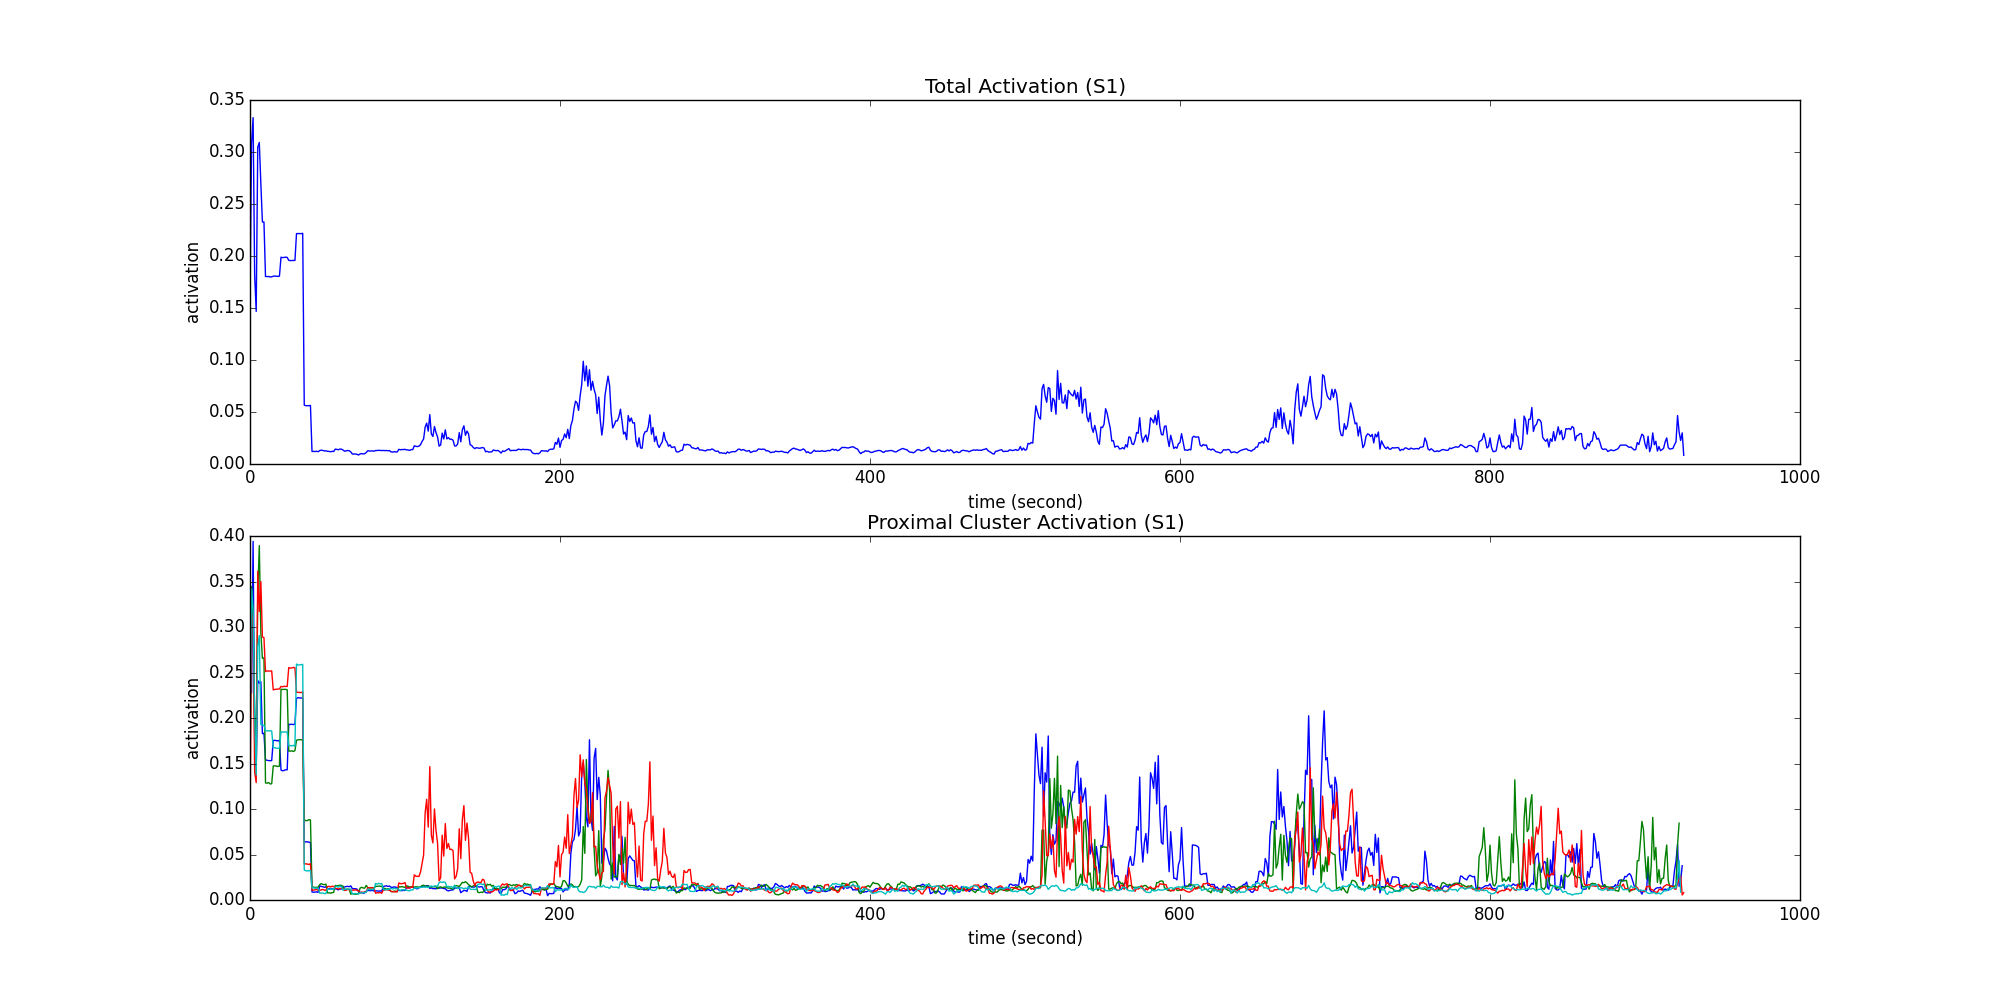 Total Activation (S1)
0.35
0.30
0.25
0.20
0.15
0.10
0.05
0.00
activation
0 200 400 600 800 1000
time (second)
Proximal Cluster Activation (S1)
0.40
0.35
0.30
0.25
0.20
0.15
0.10
0.05
0.00
activation
0 200 400 600 800 1000
time (second)